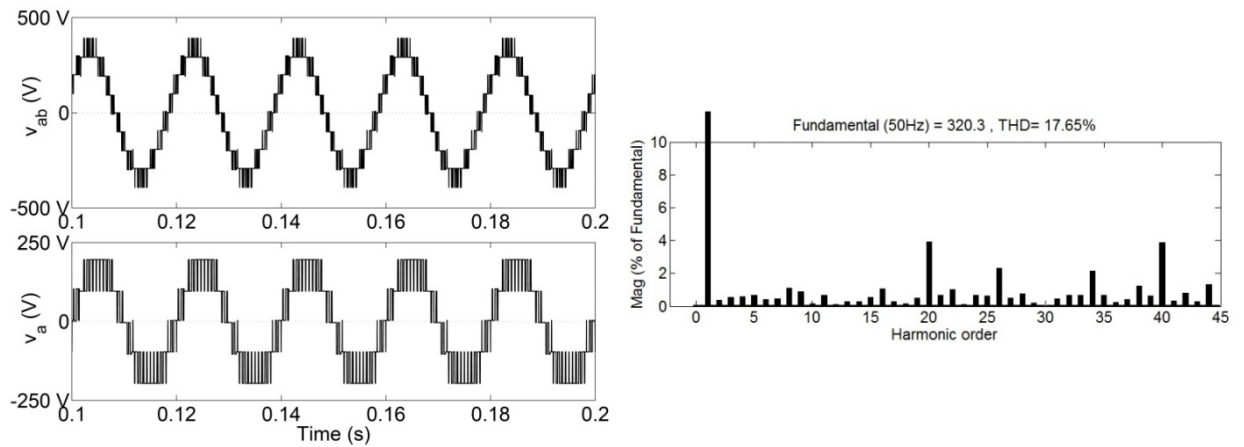 500 V
v_ab (V)
0
-500 V
0.1 0.12 0.14 0.16 0.18 0.2
250 V
v_a (V)
0
-250 V
0.1 0.12 0.14 0.16 0.18 0.2
Time (s)
Fundamental (50Hz) = 320.3 , THD= 17.65%
Mag (% of Fundamental)
10
8
6
4
2
0
0 5 10 15 20 25 30 35 40 45
Harmonic order